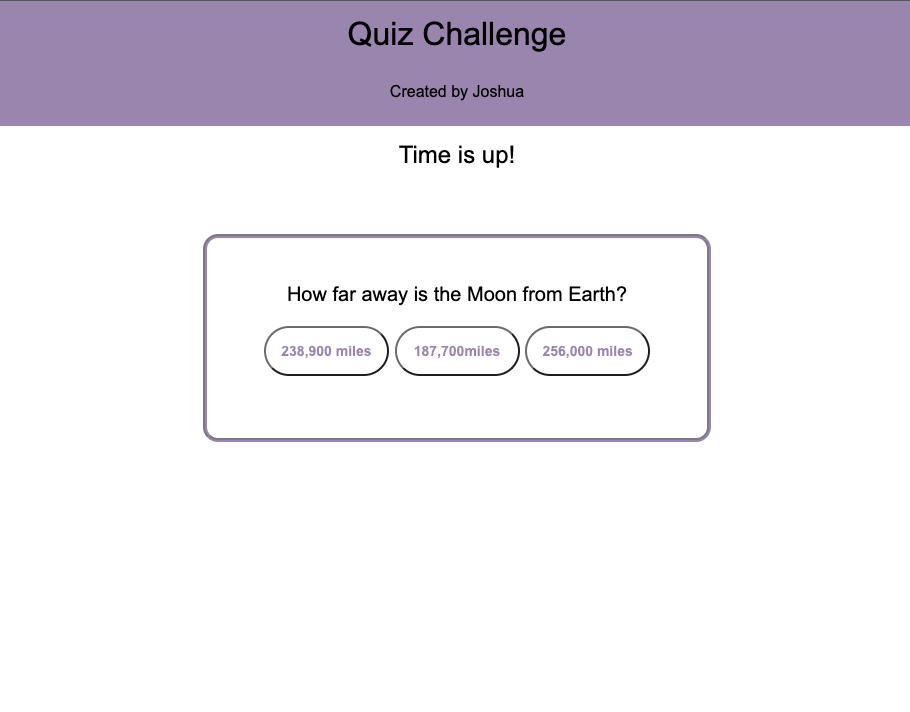 Quiz Challenge
Created by Joshua
Time is up!
How far away is the Moon from Earth?
238,900 miles 187,700miles 256,000 miles